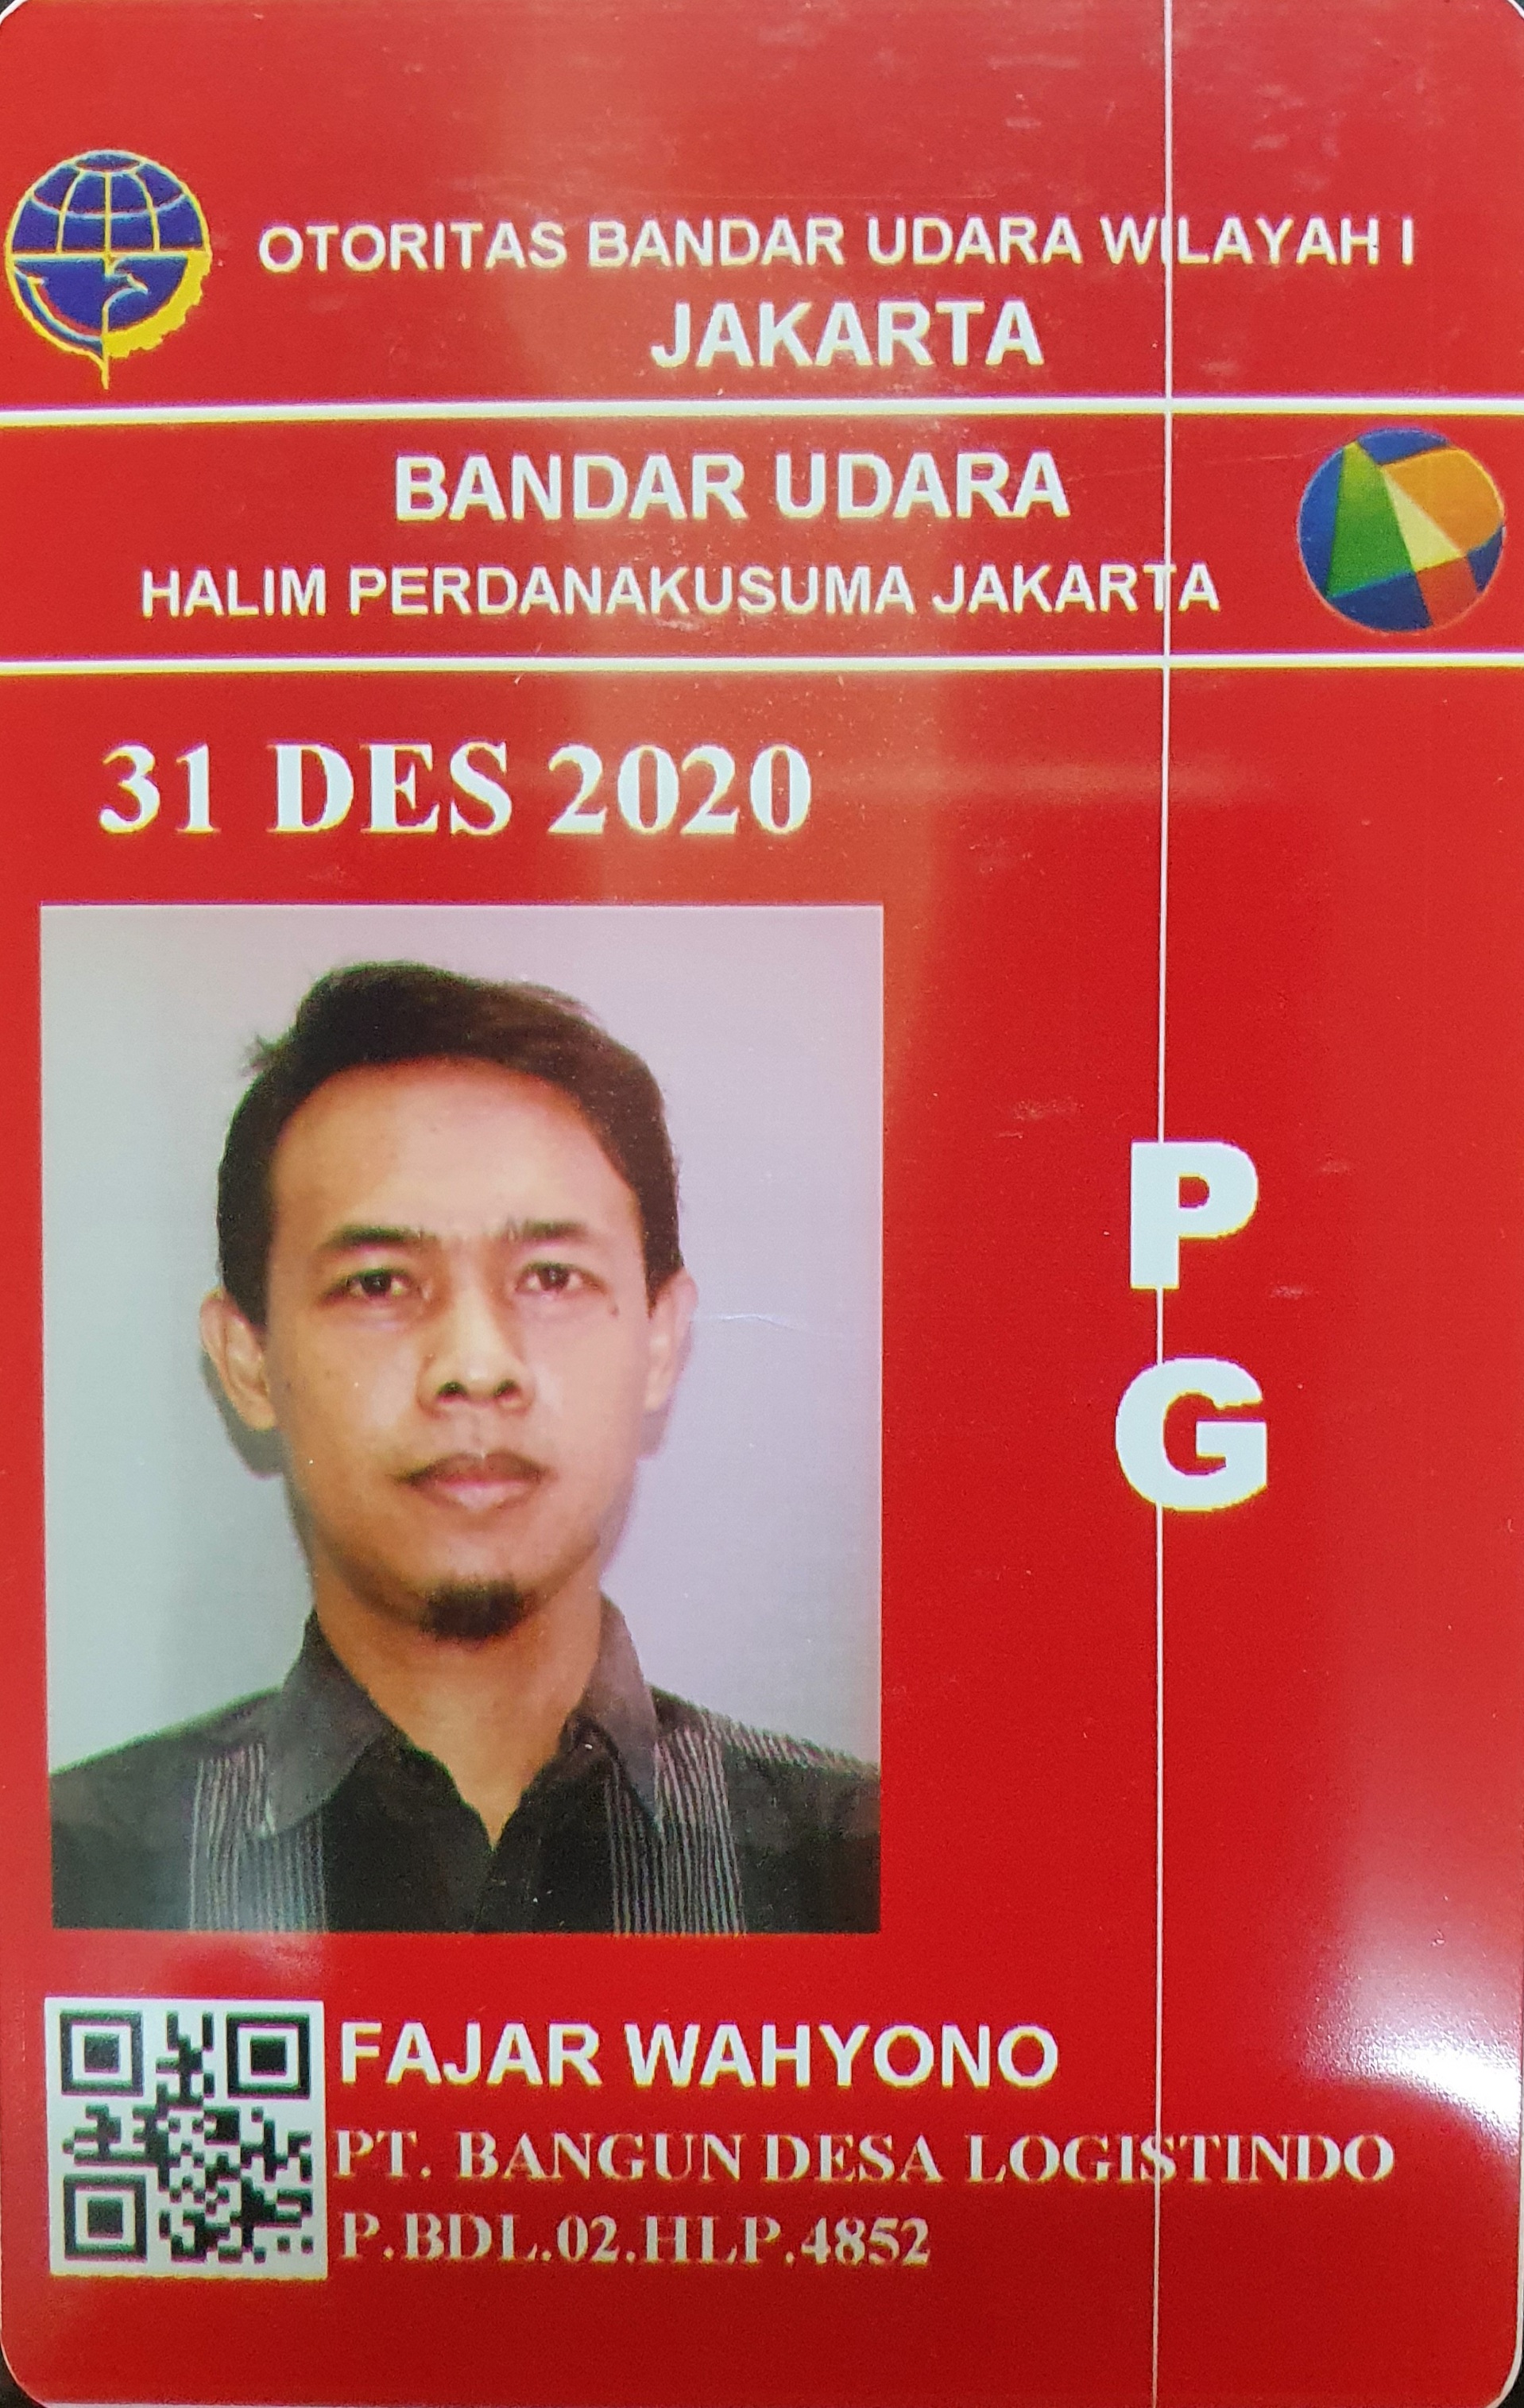 OTORITAS BANDAR UDARA WILAYAH I
JAKARTA
BANDAR UDARA
HALIM PERDANAKUSUMA JAKARTA
31 DES 2020
P
G
FAJAR WAHYONO
PT. BANGUN DESA LOGISTINDO
P.BDL.02.HLP.4852